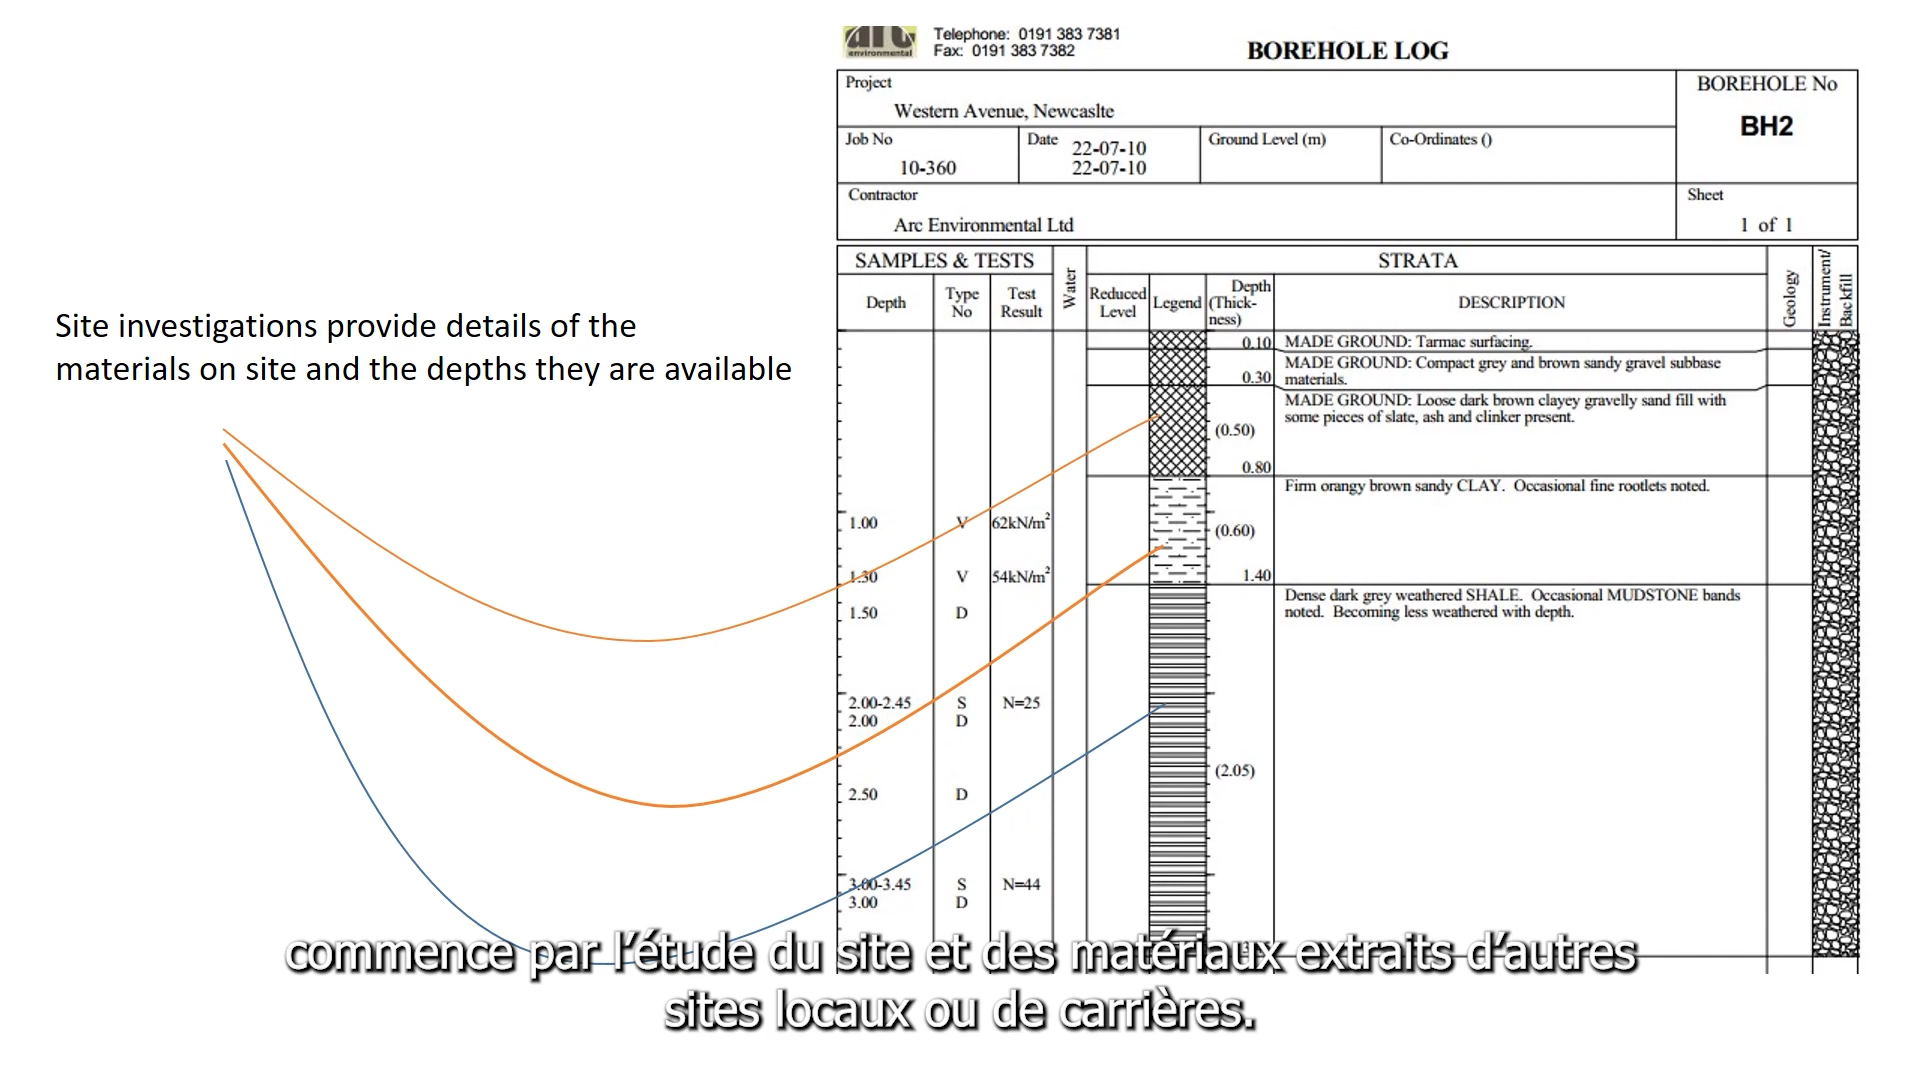 arc
environmental
Telephone: 0191 383 7381
Fax: 0191 383 7382
BOREHOLE LOG
Project
Western Avenue, Newcaslte
BOREHOLE No
BH2
Job No
10-360
Date
22-07-10
22-07-10
Ground Level (m)
Co-Ordinates ()
Contractor
Arc Environmental Ltd
Sheet
1 of 1
Site investigations provide details of the
materials on site and the depths they are available
SAMPLES & TESTS
Water
STRATA
Geology
Instrument/
Backfill
Depth
Type
No
Test
Result
Reduced
Level
Legend
Depth
(Thick-
ness)
DESCRIPTION
0.10
MADE GROUND: Tarmac surfacing.
0.30
MADE GROUND: Compact grey and brown sandy gravel subbase
materials.
(0.50)
0.80
MADE GROUND: Loose dark brown clayey gravelly sand fill with
some pieces of slate, ash and clinker present.
Firm orangy brown sandy CLAY. Occasional fine rootlets noted.
1.00 V 62kN/m²
(0.60)
1.30 V 54kN/m²
1.40
1.50 D
Dense dark grey weathered SHALE. Occasional MUDSTONE bands
noted. Becoming less weathered with depth.
2.00-2.45 S N=25
2.00 D
(2.05)
2.50 D
3.00-3.45 S N=44
3.00 D
commence par l’étude du site et des matériaux extraits d’autres
sites locaux ou de carrières.